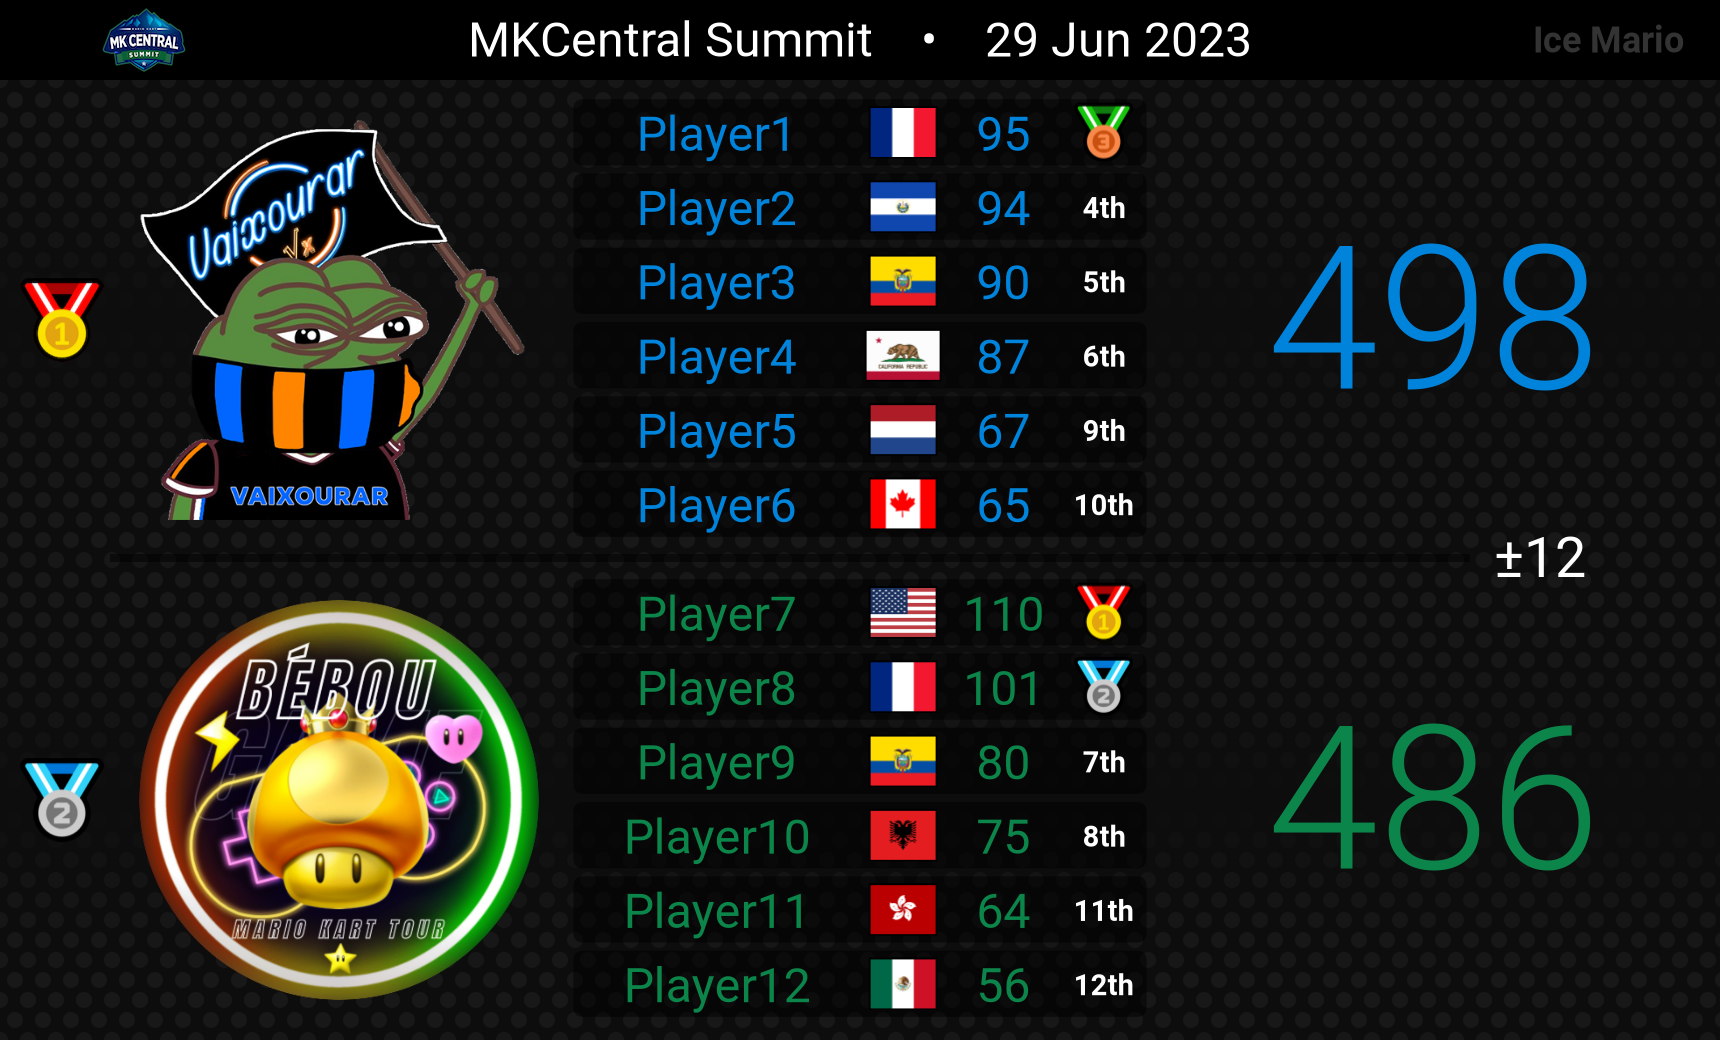 MK CENTRAL
SUMMIT
MKCentral Summit • 29 Jun 2023
Ice Mario
Vaixourar
VAIXOURAR
1
Player1 95 3
Player2 94 4th
Player3 90 5th
Player4 CALIFORNIA REPUBLIC 87 6th
Player5 67 9th
Player6 65 10th
498
±12
BÉBOU
MARIO KART TOUR
2
Player7 110 1
Player8 101 2
Player9 80 7th
Player10 75 8th
Player11 64 11th
Player12 56 12th
486